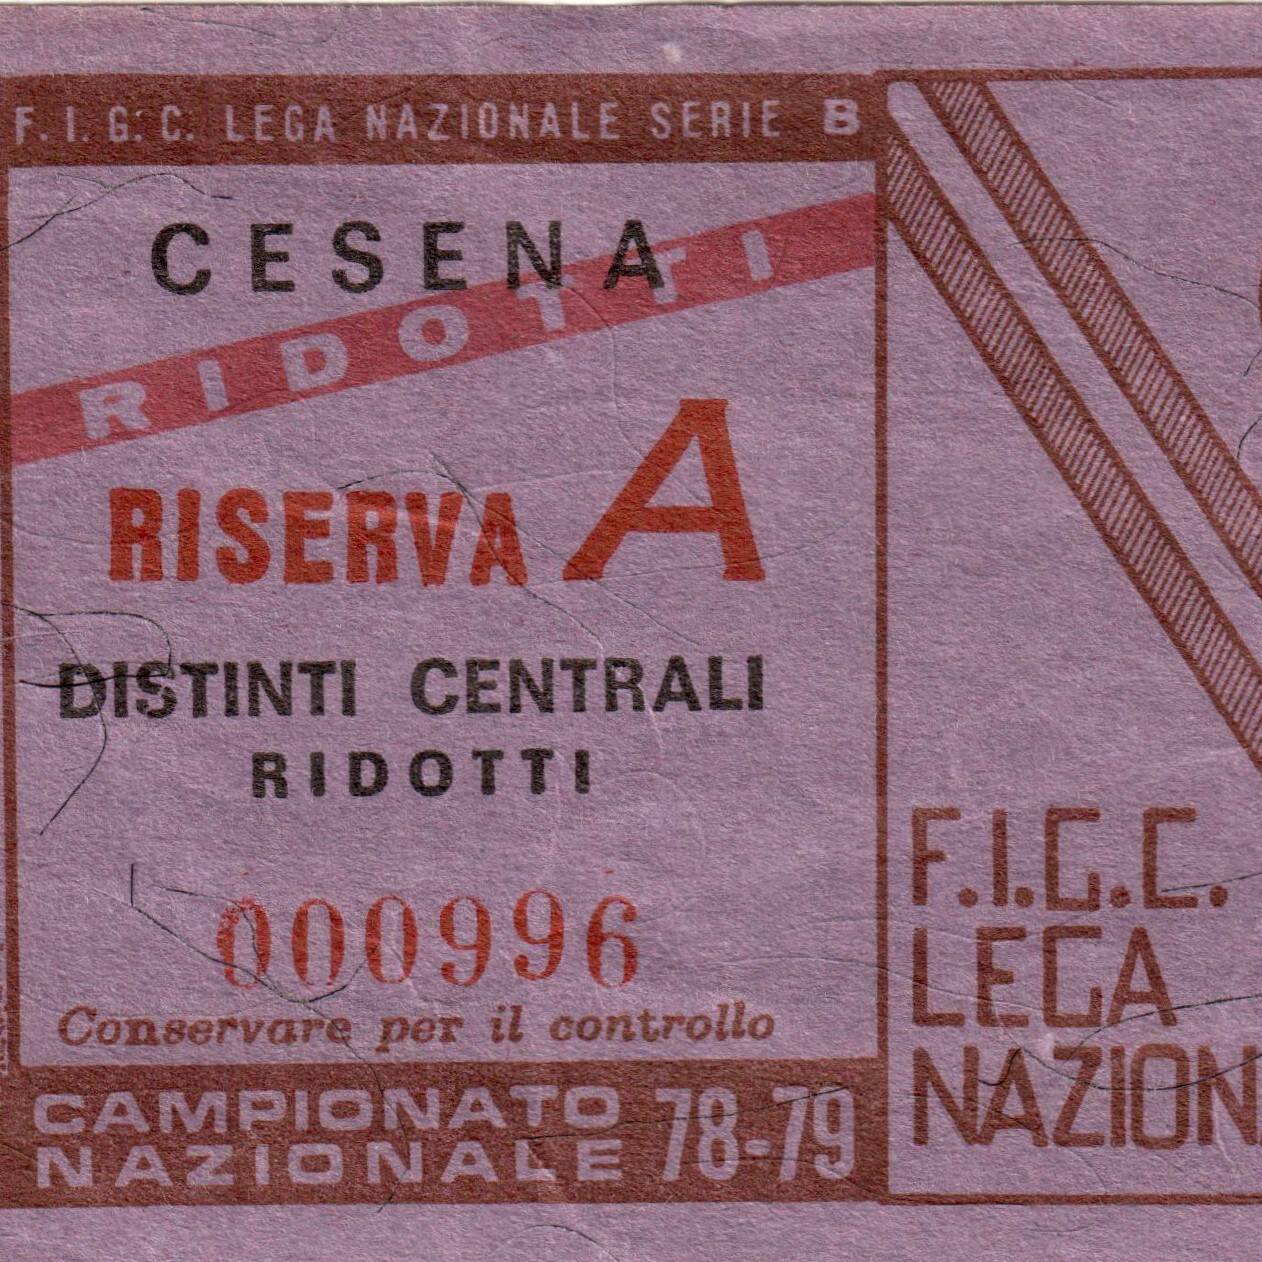 F. I. G. C. LEGA NAZIONALE SERIE B
CESENA
RIDOTTI
RISERVA A
DISTINTI CENTRALI
RIDOTTI
000996
Conservare per il controllo
CAMPIONATO
NAZIONALE 78-79
F.I.G.C.
LEGA
NAZION